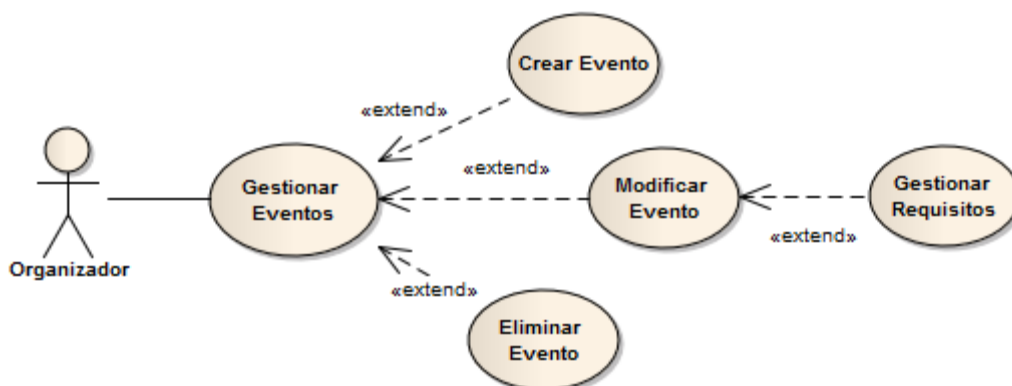 Crear Evento
«extend»
«extend»
Gestionar
Eventos
Modificar
Evento
Gestionar
Requisitos
«extend»
Organizador
«extend»
Eliminar
Evento